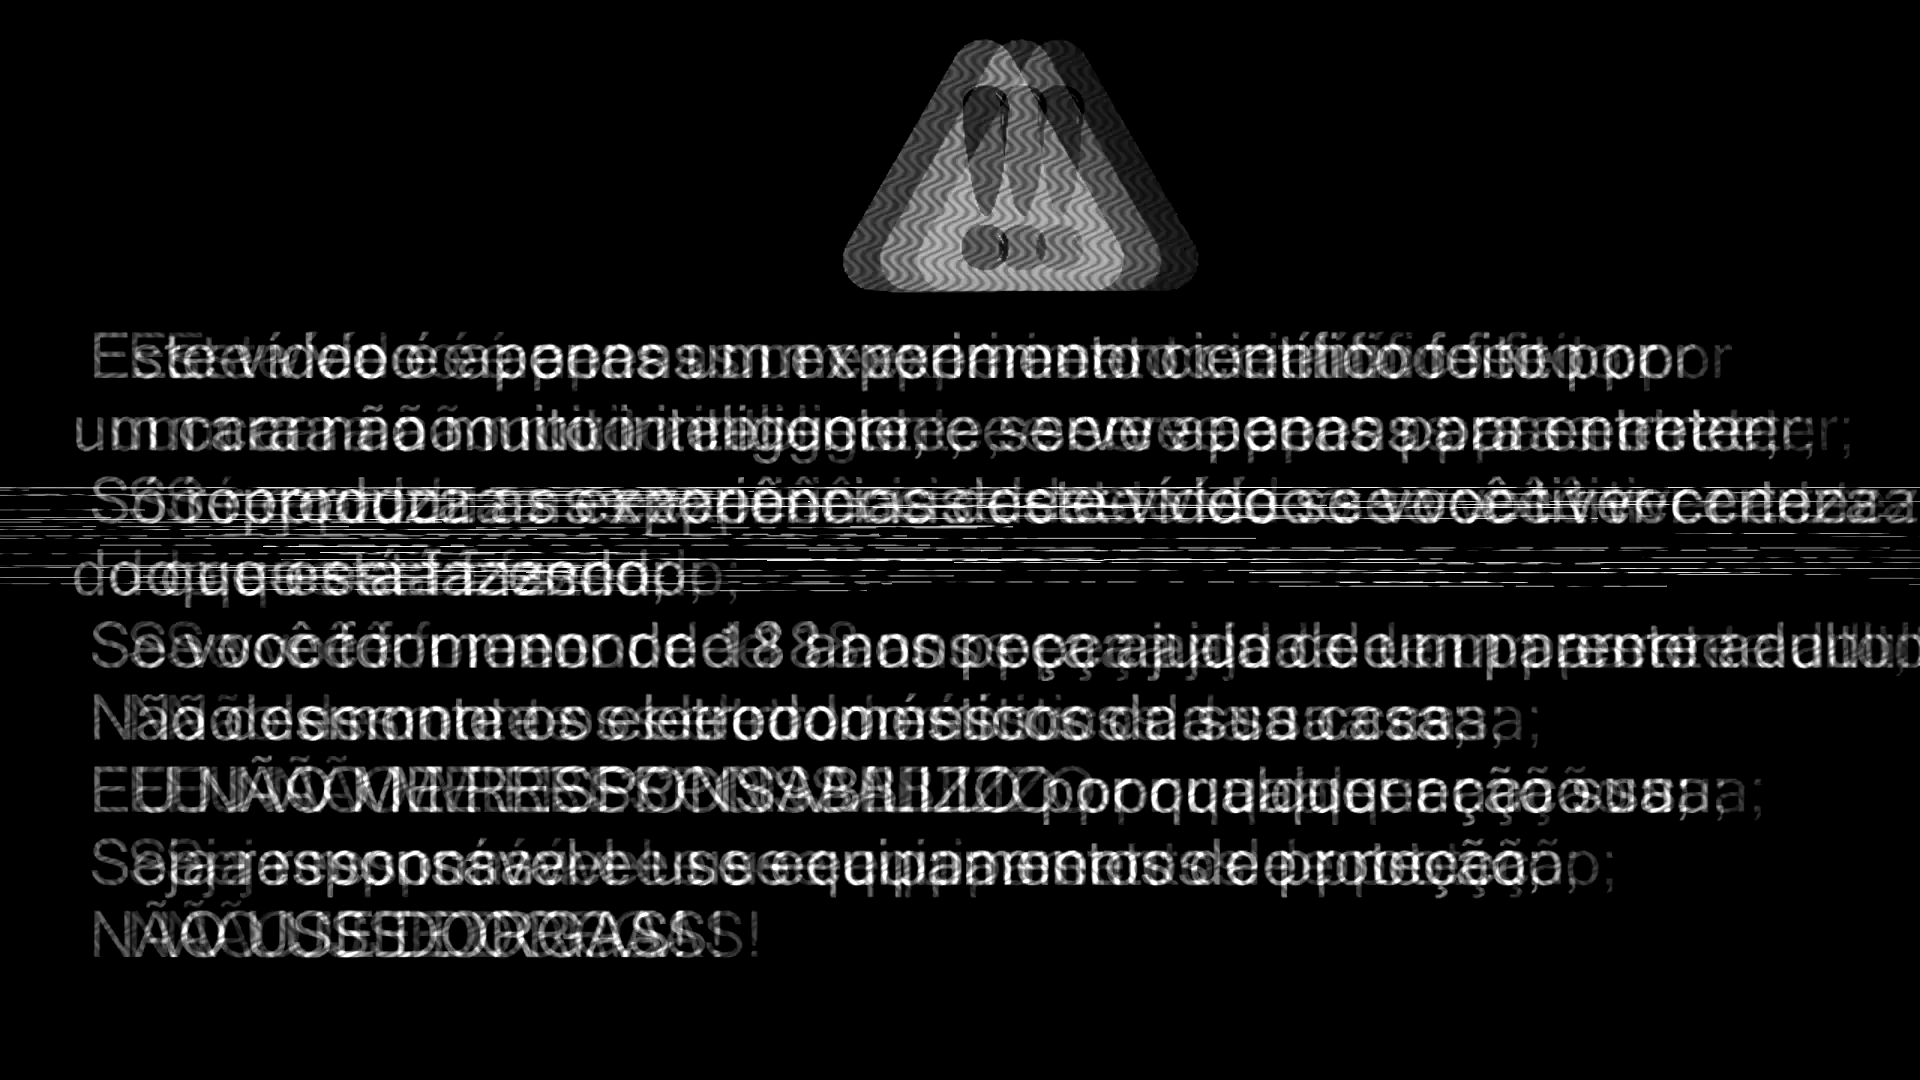 Este vídeo é apenas um experimento científico feito por
um cara não muito inteligente, e serve apenas para entreter;
Só reproduza as experiências deste vídeo se você tiver certeza
do que está fazendo;
Se você for menor de 18 anos peça ajuda de um parente adulto;
Não desmonte os eletrodomésticos da sua casa;
EU NÃO ME RESPONSABILIZO por qualquer ação sua;
Seja responsável e use equipamentos de proteção;
NÃO USE DORGAS!